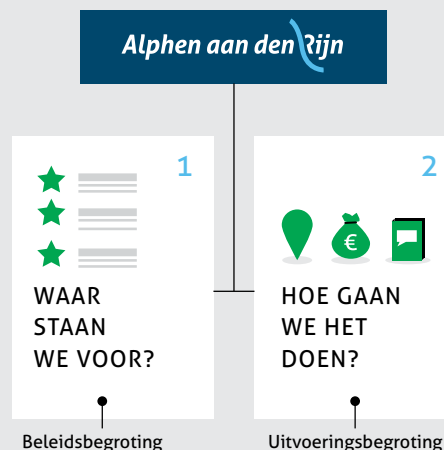 Alphen aan den Rijn
1
WAAR
STAAN
WE VOOR?
Beleidsbegroting
2
€
HOE GAAN
WE HET
DOEN?
Uitvoeringsbegroting